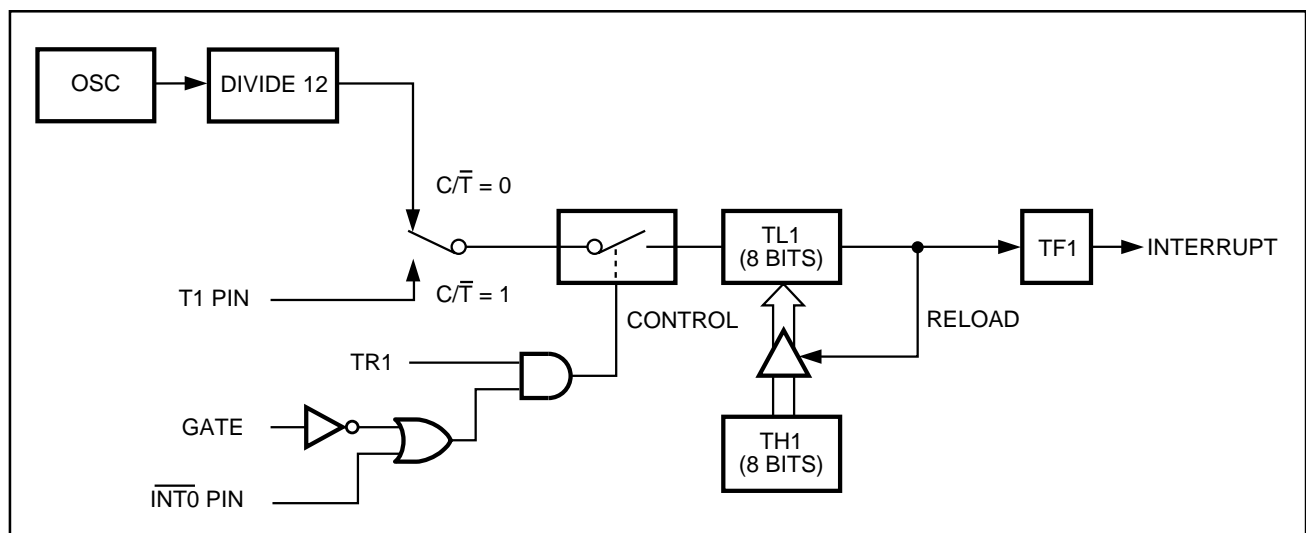 OSC
DIVIDE 12
C/T̅ = 0
T1 PIN
C/T̅ = 1
TR1
GATE
I̅N̅T̅0̅ PIN
CONTROL
TL1
(8 BITS)
TF1
INTERRUPT
RELOAD
TH1
(8 BITS)